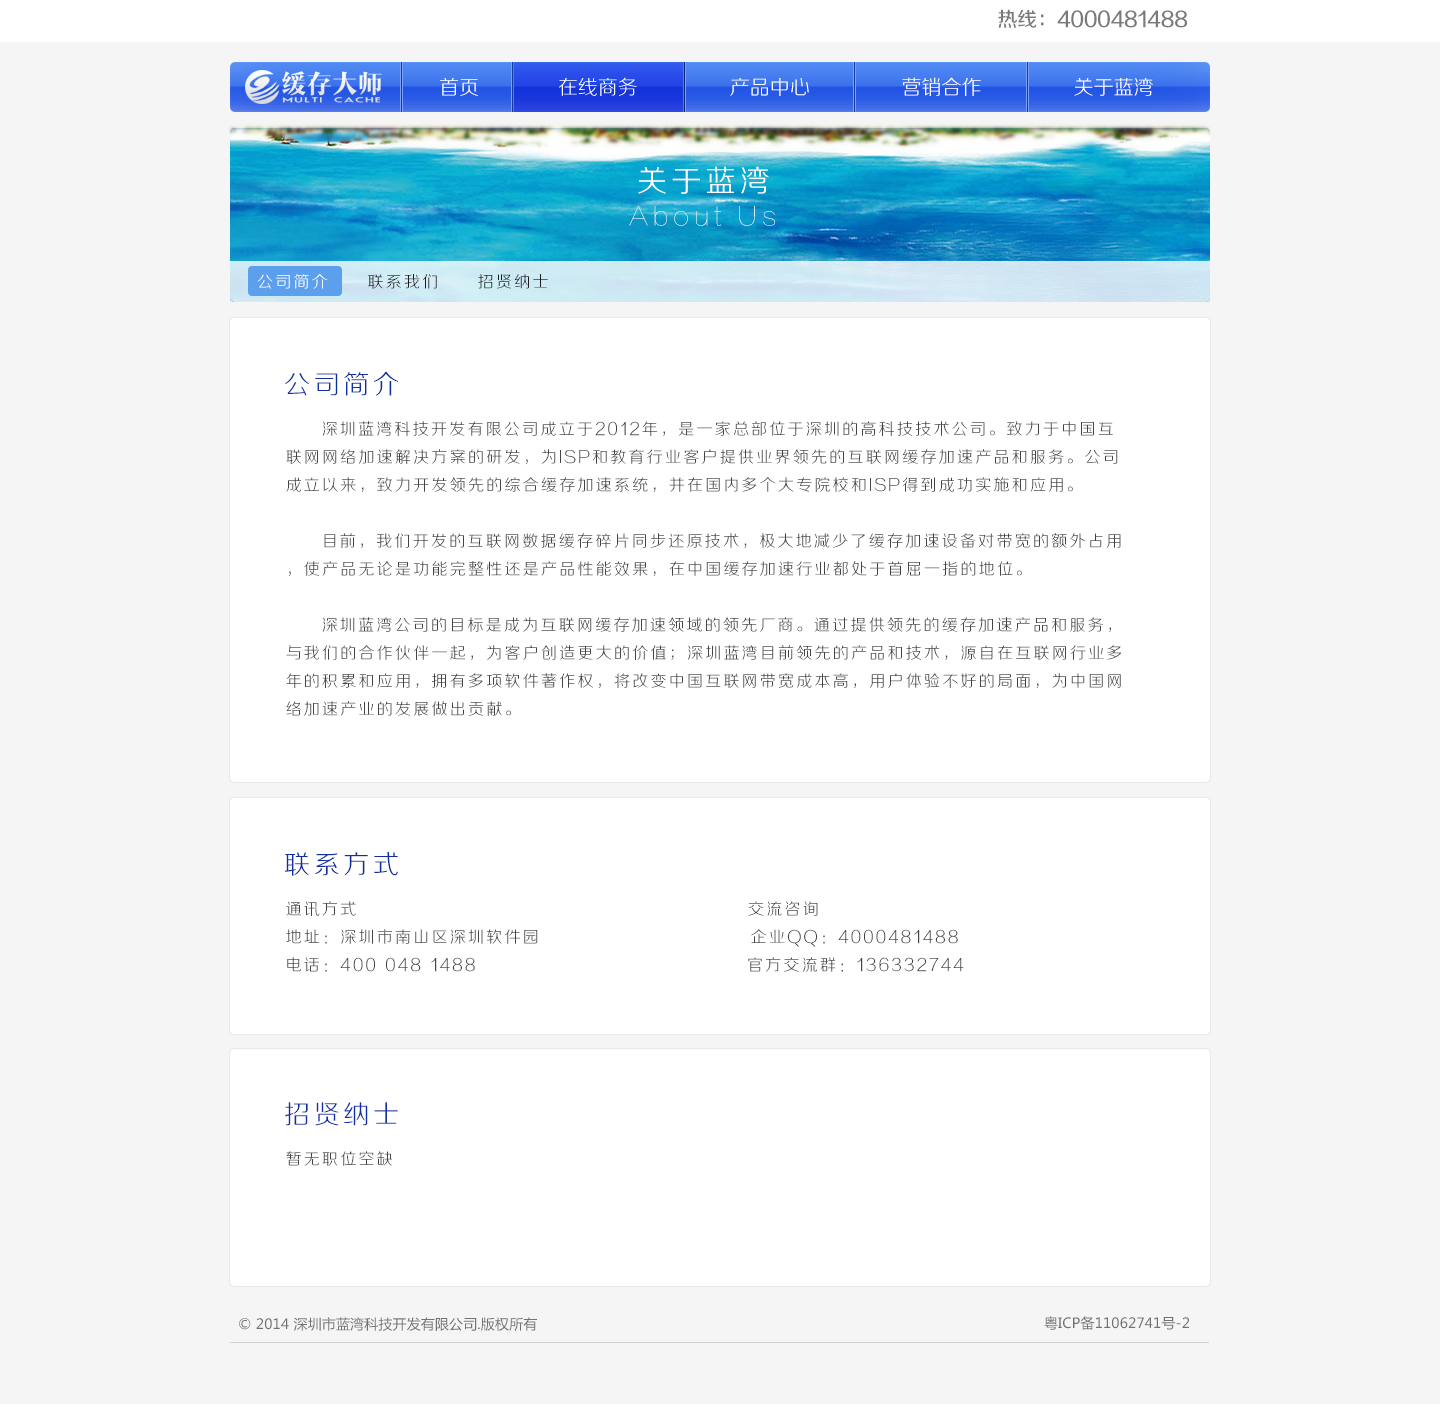 热线：4000481488
缓存大师
MULTI CACHE
首页
在线商务
产品中心
营销合作
关于蓝湾
关于蓝湾
About Us
公司简介
联系我们
招贤纳士
公司简介
深圳蓝湾科技开发有限公司成立于2012年，是一家总部位于深圳的高科技技术公司。致力于中国互
联网网络加速解决方案的研发，为ISP和教育行业客户提供业界领先的互联网缓存加速产品和服务。公司
成立以来，致力开发领先的综合缓存加速系统，并在国内多个大专院校和ISP得到成功实施和应用。
目前，我们开发的互联网数据缓存碎片同步还原技术，极大地减少了缓存加速设备对带宽的额外占用
，使产品无论是功能完整性还是产品性能效果，在中国缓存加速行业都处于首屈一指的地位。
深圳蓝湾公司的目标是成为互联网缓存加速领域的领先厂商。通过提供领先的缓存加速产品和服务，
与我们的合作伙伴一起，为客户创造更大的价值；深圳蓝湾目前领先的产品和技术，源自在互联网行业多
年的积累和应用，拥有多项软件著作权，将改变中国互联网带宽成本高，用户体验不好的局面，为中国网
络加速产业的发展做出贡献。
联系方式
通讯方式
地址：深圳市南山区深圳软件园
电话：400 048 1488
交流咨询
企业QQ：4000481488
官方交流群：136332744
招贤纳士
暂无职位空缺
© 2014 深圳市蓝湾科技开发有限公司.版权所有
粤ICP备11062741号-2